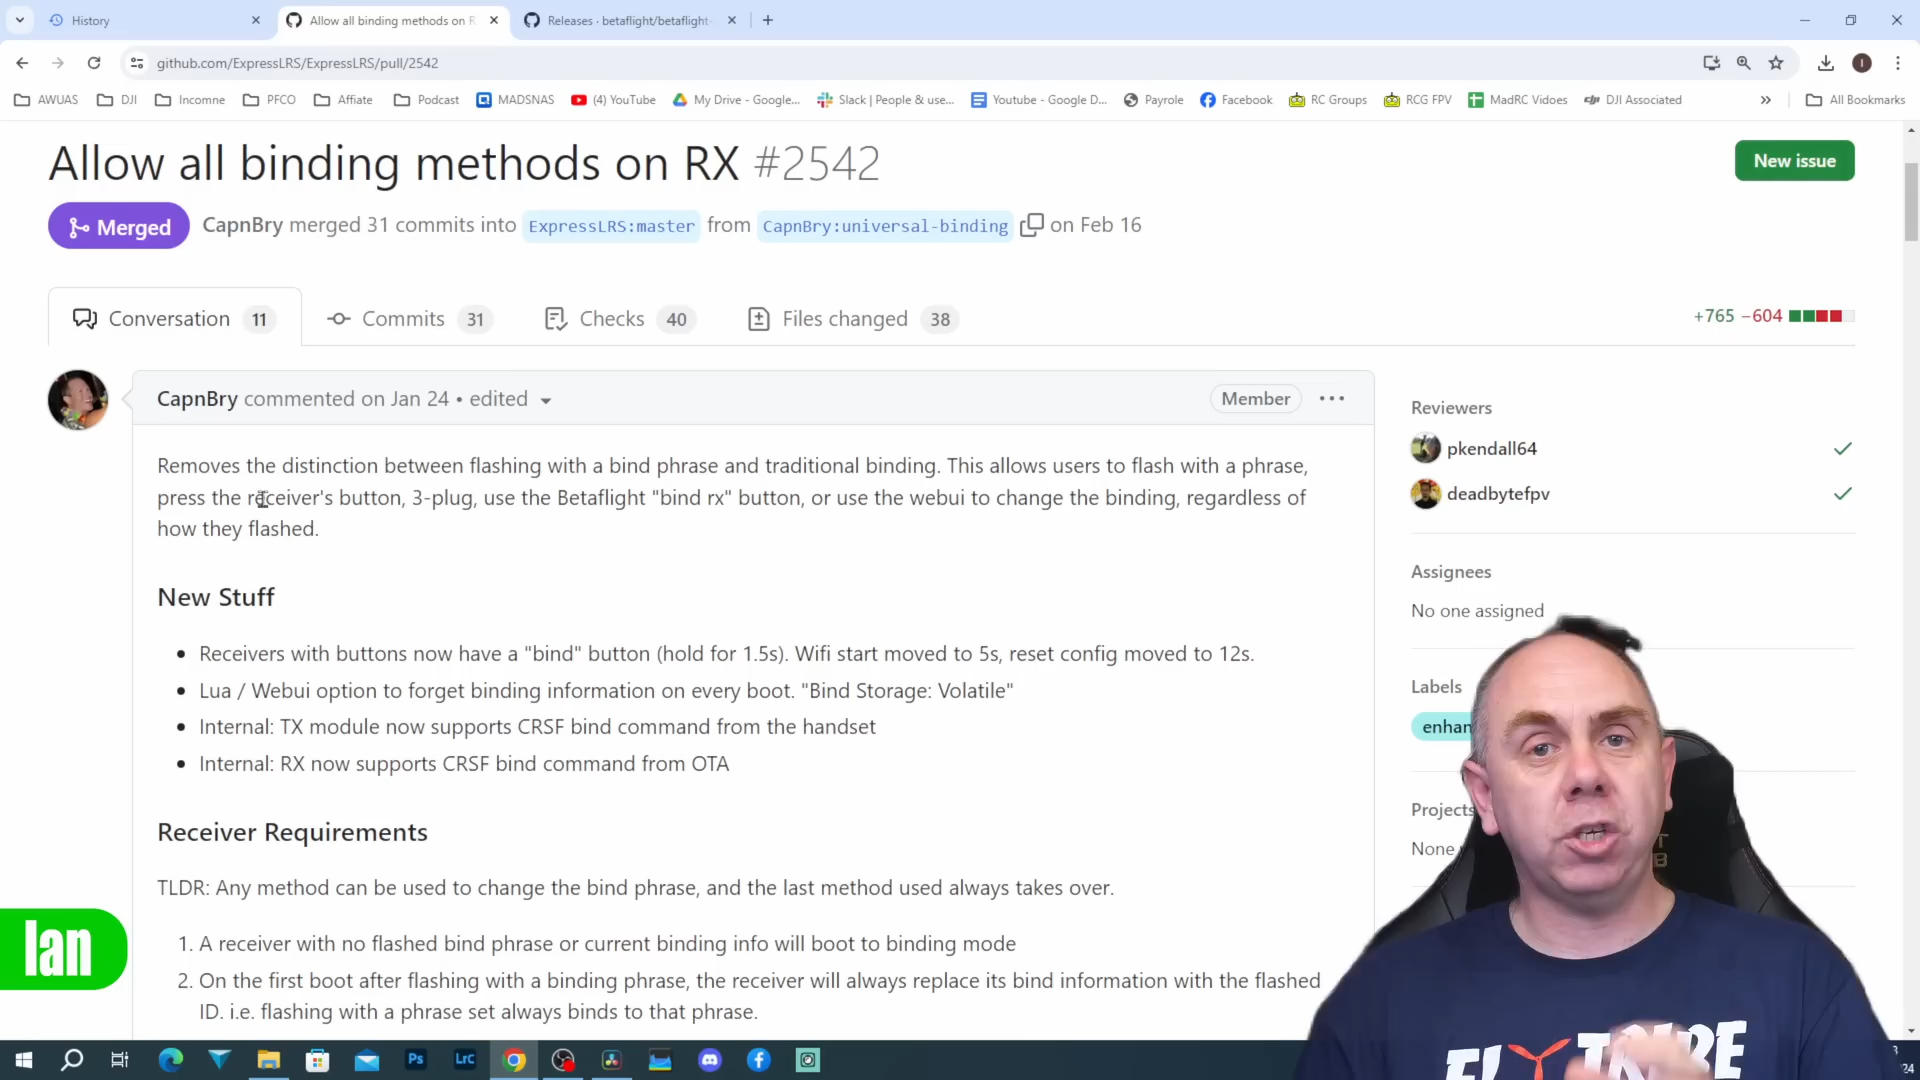 History
Allow all binding methods on R
Releases · betaflight/betaflight-
github.com/ExpressLRS/ExpressLRS/pull/2542
AWUAS
DJI
Incomne
PFCO
Affiate
Podcast
MADSNAS
(4) YouTube
My Drive - Google...
Slack | People & use...
Youtube - Google D...
Payrole
Facebook
RC Groups
RCG FPV
MadRC Vidoes
DJI Associated
All Bookmarks
Allow all binding methods on RX #2542
New issue
Merged
CapnBry merged 31 commits into ExpressLRS:master from CapnBry:universal-binding on Feb 16
Conversation 11
Commits 31
Checks 40
Files changed 38
+765 −604
CapnBry commented on Jan 24 • edited
Member
Removes the distinction between flashing with a bind phrase and traditional binding. This allows users to flash with a phrase,
press the receiver's button, 3-plug, use the Betaflight "bind rx" button, or use the webui to change the binding, regardless of
how they flashed.
New Stuff
• Receivers with buttons now have a "bind" button (hold for 1.5s). Wifi start moved to 5s, reset config moved to 12s.
• Lua / Webui option to forget binding information on every boot. "Bind Storage: Volatile"
• Internal: TX module now supports CRSF bind command from the handset
• Internal: RX now supports CRSF bind command from OTA
Receiver Requirements
TLDR: Any method can be used to change the bind phrase, and the last method used always takes over.
1. A receiver with no flashed bind phrase or current binding info will boot to binding mode
2. On the first boot after flashing with a binding phrase, the receiver will always replace its bind information with the flashed
ID. i.e. flashing with a phrase set always binds to that phrase.
Reviewers
pkendall64
deadbytefpv
Assignees
No one assigned
Labels
enhan
Projects
None
Ian
Ps
LrC